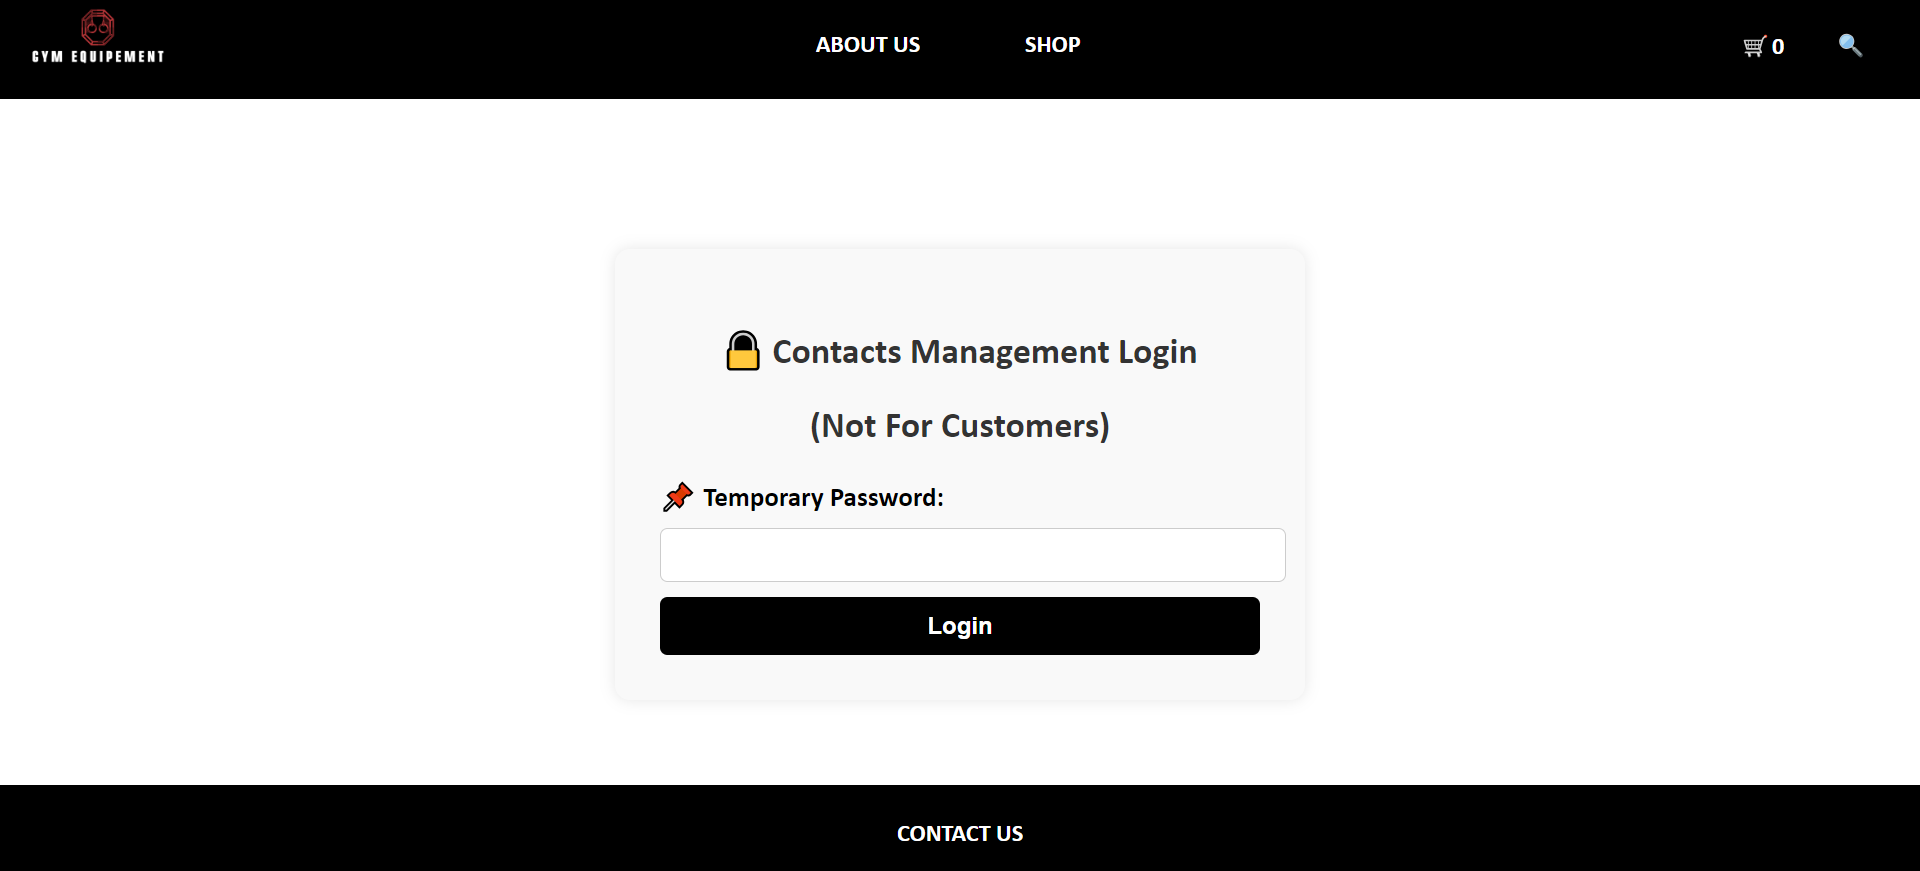 GYM EQUIPEMENT
ABOUT US
SHOP
0
Contacts Management Login
(Not For Customers)
Temporary Password:
Login
CONTACT US